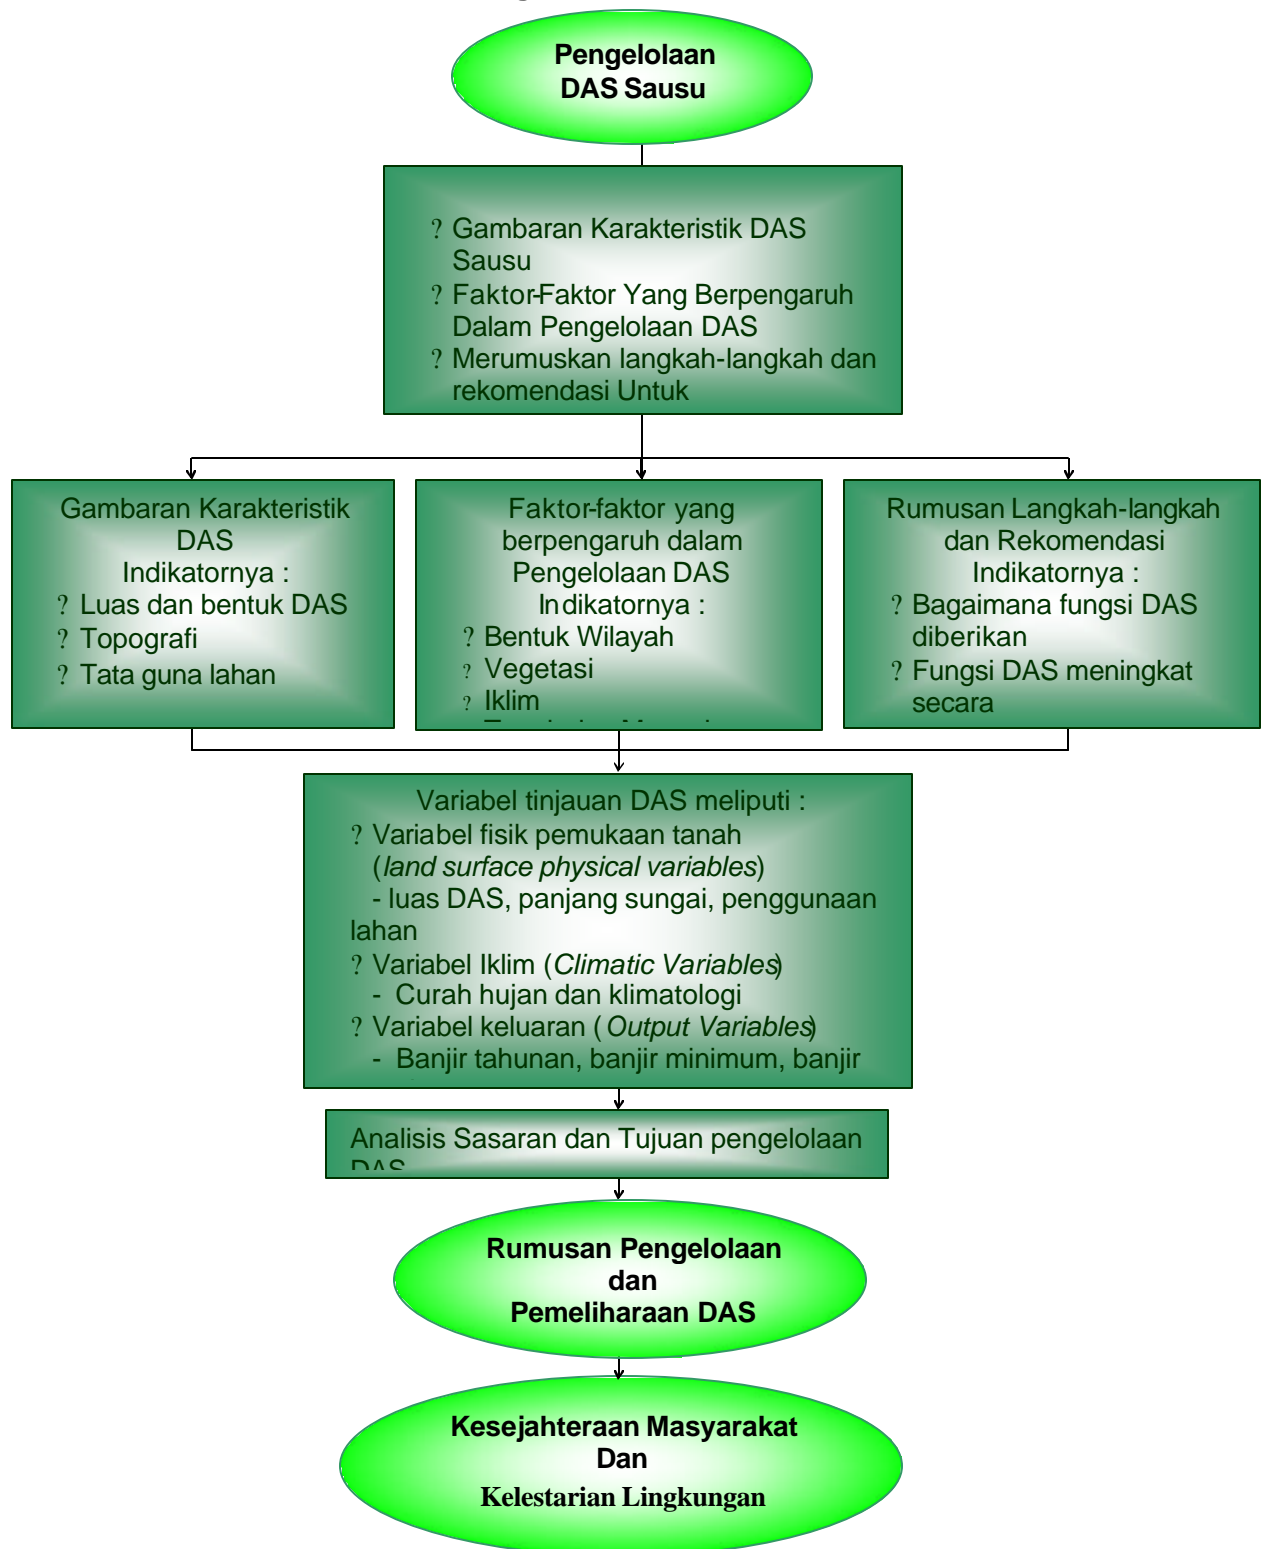 Pengelolaan
DAS Sausu
? Gambaran Karakteristik DAS
Sausu
? Faktor-Faktor Yang Berpengaruh
Dalam Pengelolaan DAS
? Merumuskan langkah-langkah dan
rekomendasi Untuk
Gambaran Karakteristik
DAS
Indikatornya :
? Luas dan bentuk DAS
? Topografi
? Tata guna lahan
Faktor-faktor yang
berpengaruh dalam
Pengelolaan DAS
Indikatornya :
? Bentuk Wilayah
? Vegetasi
? Iklim
Rumusan Langkah-langkah
dan Rekomendasi
Indikatornya :
? Bagaimana fungsi DAS
diberikan
? Fungsi DAS meningkat
secara
Variabel tinjauan DAS meliputi :
? Variabel fisik pemukaan tanah
(land surface physical variables)
- luas DAS, panjang sungai, penggunaan
lahan
? Variabel Iklim (Climatic Variables)
- Curah hujan dan klimatologi
? Variabel keluaran ( Output Variables)
- Banjir tahunan, banjir minimum, banjir
Analisis Sasaran dan Tujuan pengelolaan
DAS
Rumusan Pengelolaan
dan
Pemeliharaan DAS
Kesejahteraan Masyarakat
Dan
Kelestarian Lingkungan